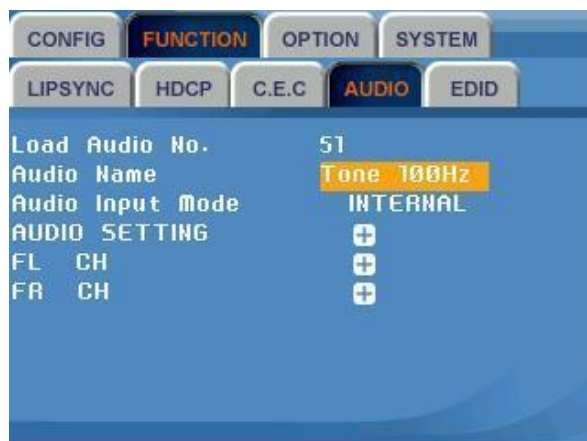 CONFIG FUNCTION OPTION SYSTEM
LIPSYNC HDCP C.E.C AUDIO EDID
Load Audio No. 51
Audio Name Tone 100Hz
Audio Input Mode INTERNAL
AUDIO SETTING +
FL CH +
FR CH +